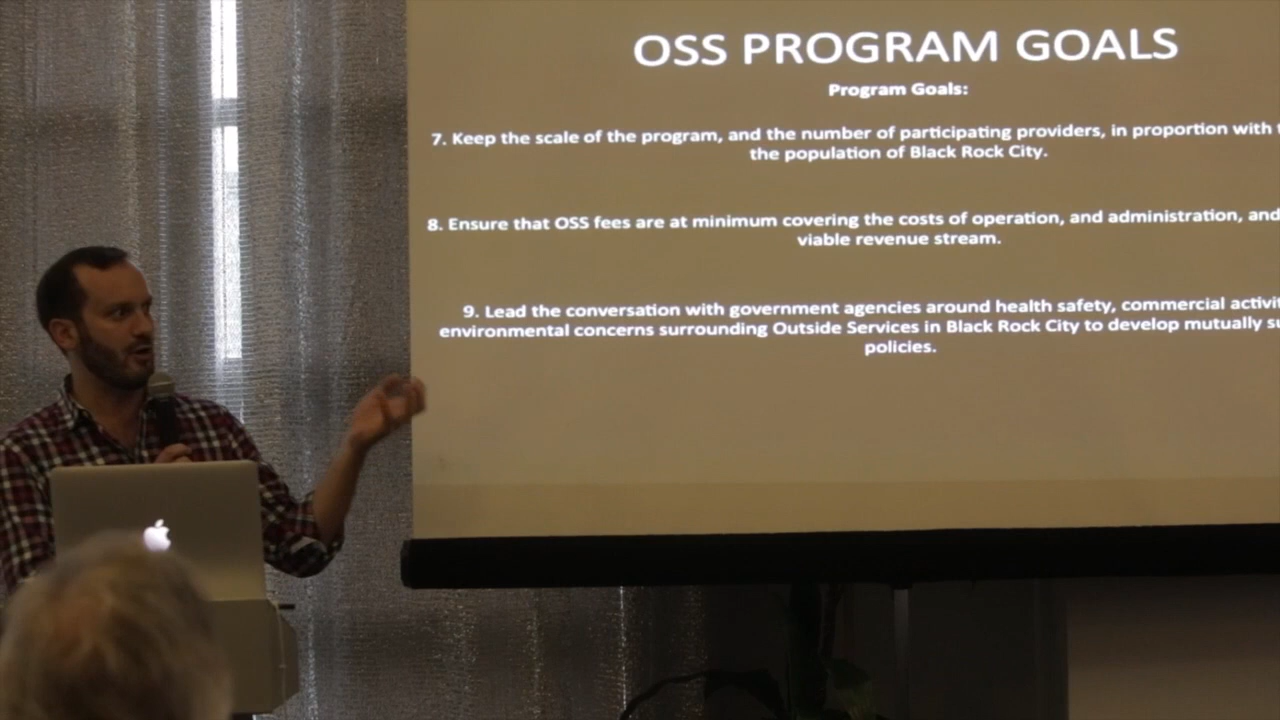 OSS PROGRAM GOALS
Program Goals:
7. Keep the scale of the program, and the number of participating providers, in proportion with
the population of Black Rock City.
8. Ensure that OSS fees are at minimum covering the costs of operation, and administration, and
viable revenue stream.
9. Lead the conversation with government agencies around health safety, commercial
environmental concerns surrounding Outside Services in Black Rock City to develop mutually
policies.